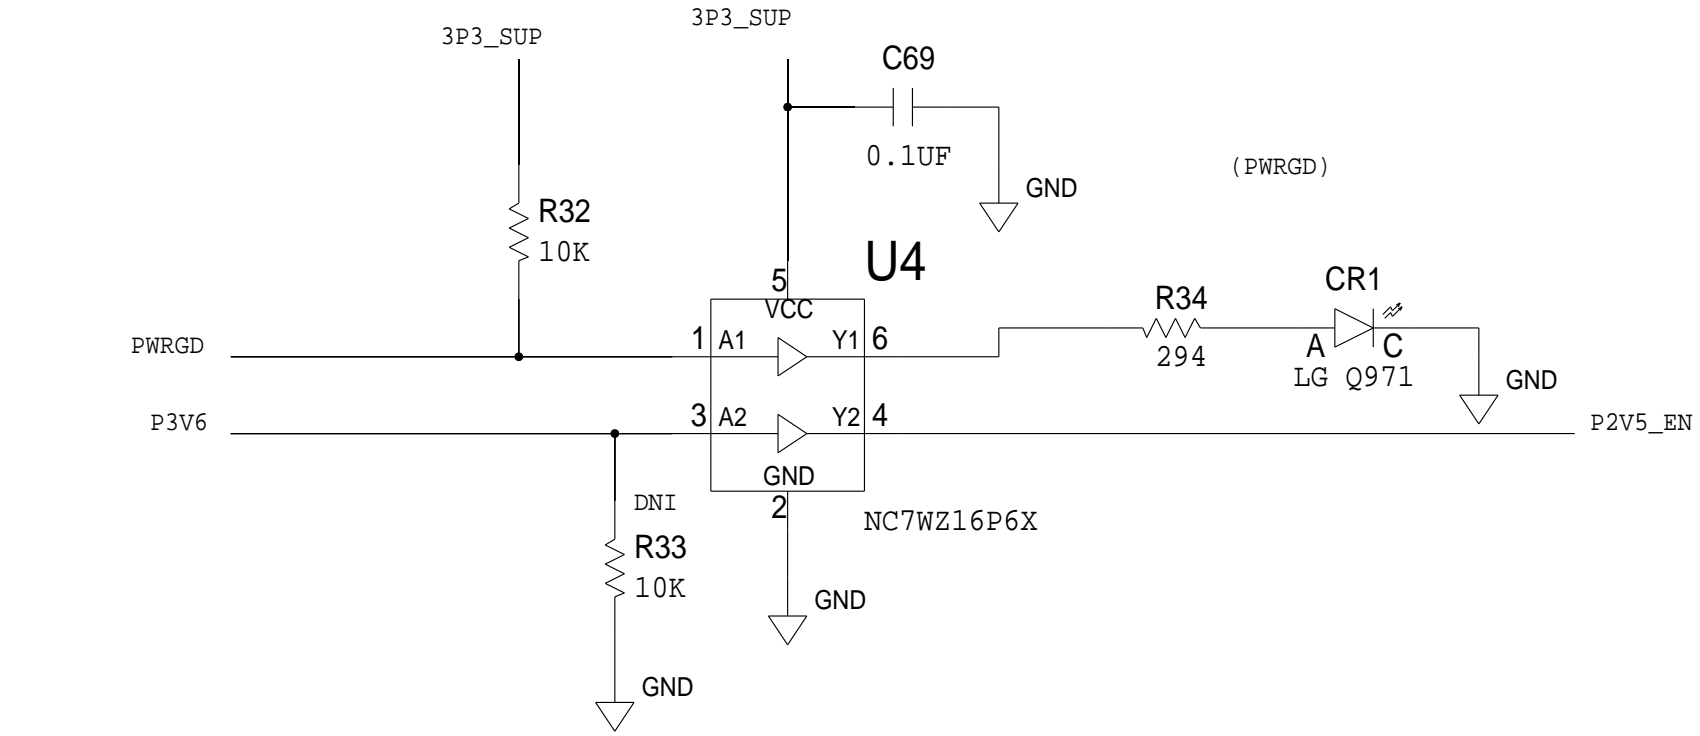 3P3_SUP
3P3_SUP
C69
0.1UF
GND
(PWRGD)
R32
10K
U4
5
VCC
CR1
R34
294
A
C
LG Q971
GND
PWRGD
1
A1
Y1
6
P3V6
3
A2
Y2
4
P2V5_EN
GND
2
NC7WZ16P6X
DNI
R33
10K
GND
GND